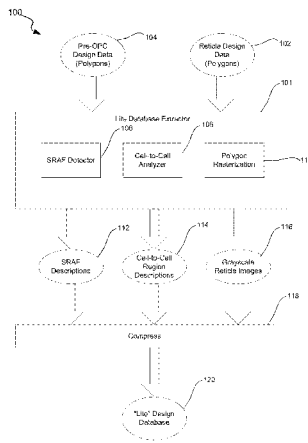 100
104
102
Pre-OPC
Design Data
(Polygons)
Reticle Design
Data
(Polygons)
101
Lite Database Extractor
106
108
SRAF Detector
Cell-to-Cell
Analyzer
Polygon
Rasterization
11
112
114
116
SRAF
Descriptions
Cell-to-Cell
Region
Descriptions
Grayscale
Reticle Images
118
Compress
120
"Lite" Design
Database